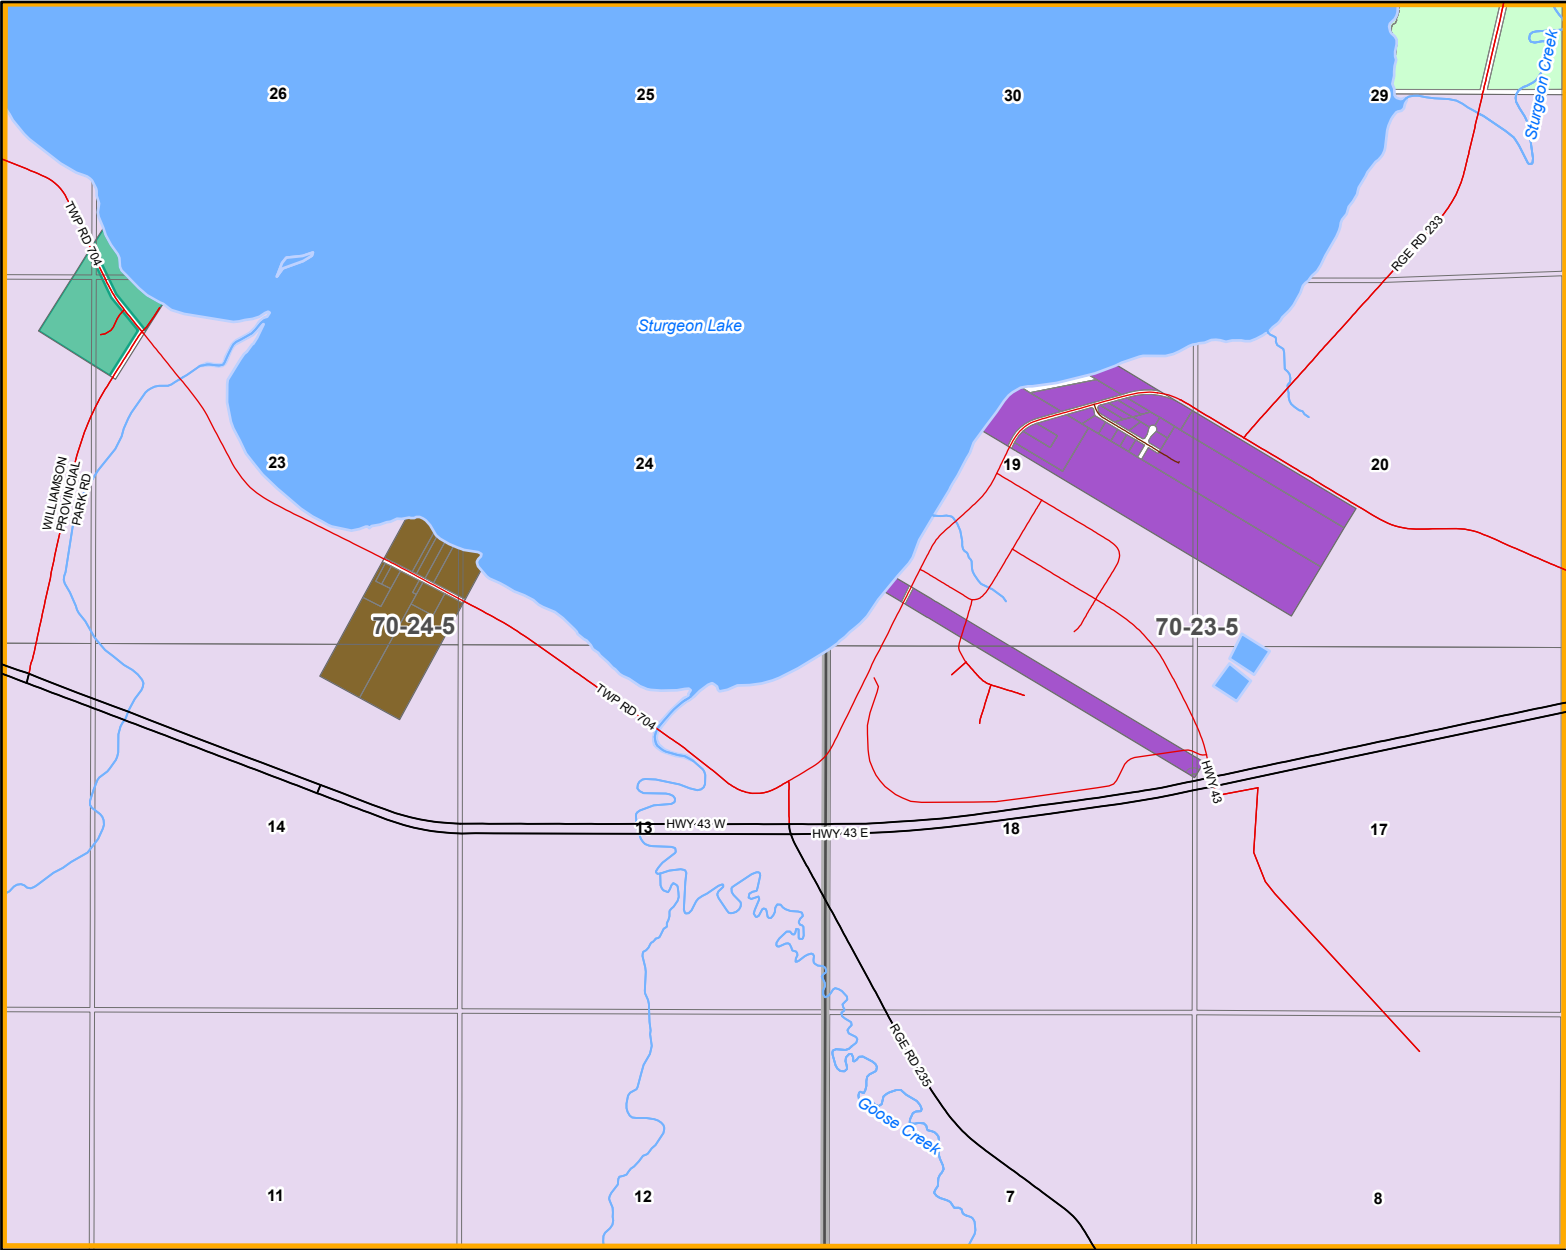 26
25
30
29
Sturgeon Creek
TWP RD 704
RGE RD 233
Sturgeon Lake
23
24
19
20
WILLIAMSON
PROVINCIAL
PARK RD
70-24-5
70-23-5
TWP RD 704
HWY 43
14
13
HWY 43 W
HWY 43 E
18
17
RGE RD 235
Goose Creek
11
12
7
8